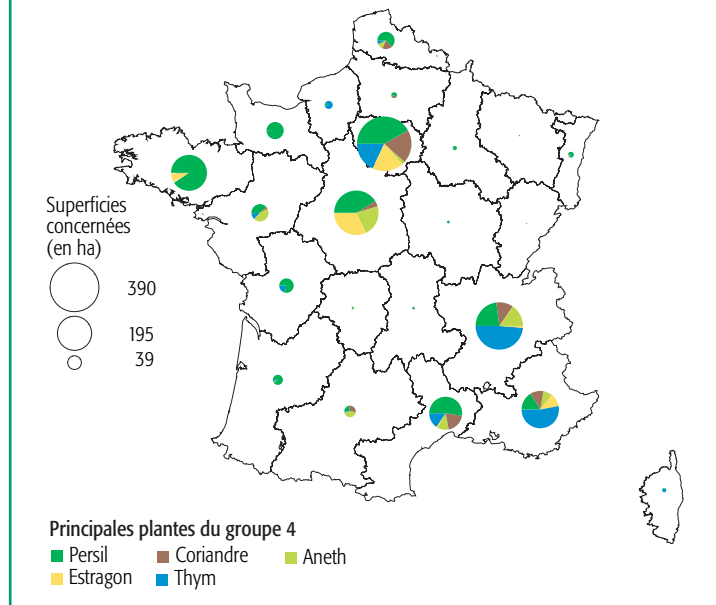 Superficies
concernées
(en ha)
390
195
39
Principales plantes du groupe 4
Persil
Coriandre
Aneth
Estragon
Thym